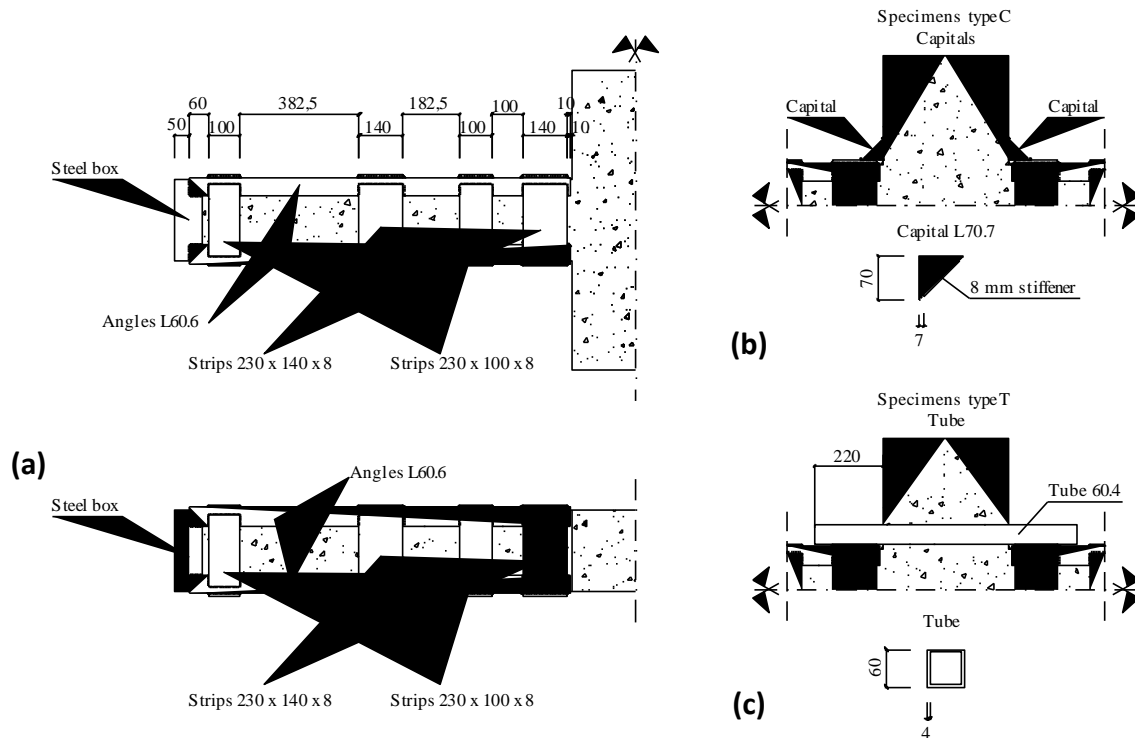 60
382,5
182,5
100
10
50
100
140
100
140
10
Steel box
Angles L60.6
Strips 230 x 140 x 8
Strips 230 x 100 x 8
(a)
Angles L60.6
Steel box
Strips 230 x 140 x 8
Strips 230 x 100 x 8
Specimens type C
Capitals
Capital
Capital
Capital L70.7
70
8 mm stiffener
7
(b)
Specimens type T
Tube
220
Tube 60.4
Tube
60
4
(c)